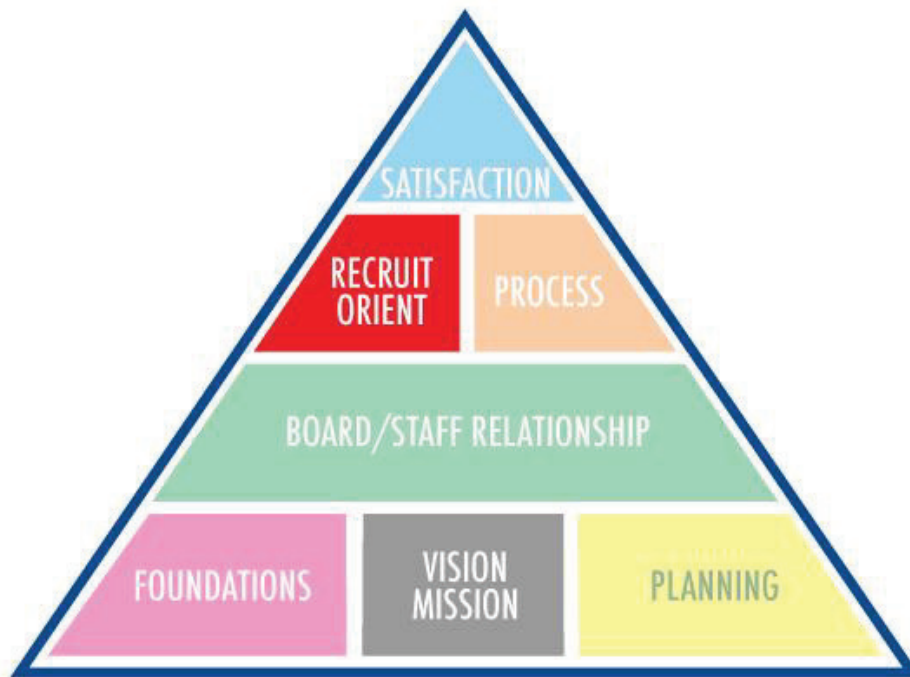 SATISFACTION
RECRUIT
ORIENT
PROCESS
BOARD/STAFF RELATIONSHIP
FOUNDATIONS
VISION
MISSION
PLANNING